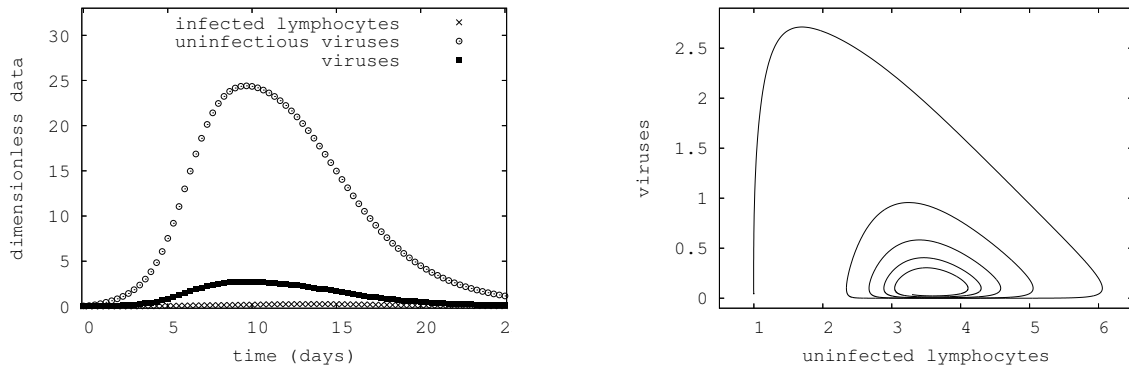 dimensionless data
30
25
20
15
10
5
0
infected lymphocytes ×
uninfectious viruses ⊙
viruses ■
0 5 10 15 20 2
time (days)
viruses
2.5
2
1.5
1
0.5
0
1 2 3 4 5 6
uninfected lymphocytes